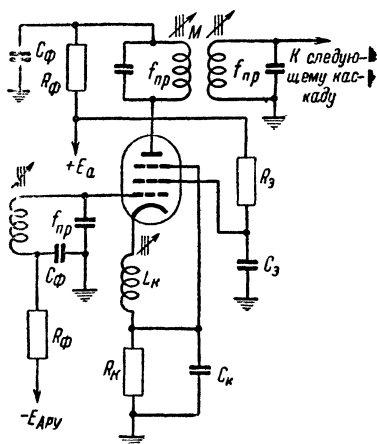 M
Cф
Rф
fпр
fпр
К следую-
щему кас-
каду
+Eа
Rэ
fпр
Cф
Lк
Cэ
Rф
Rк
Cк
-EАРУ